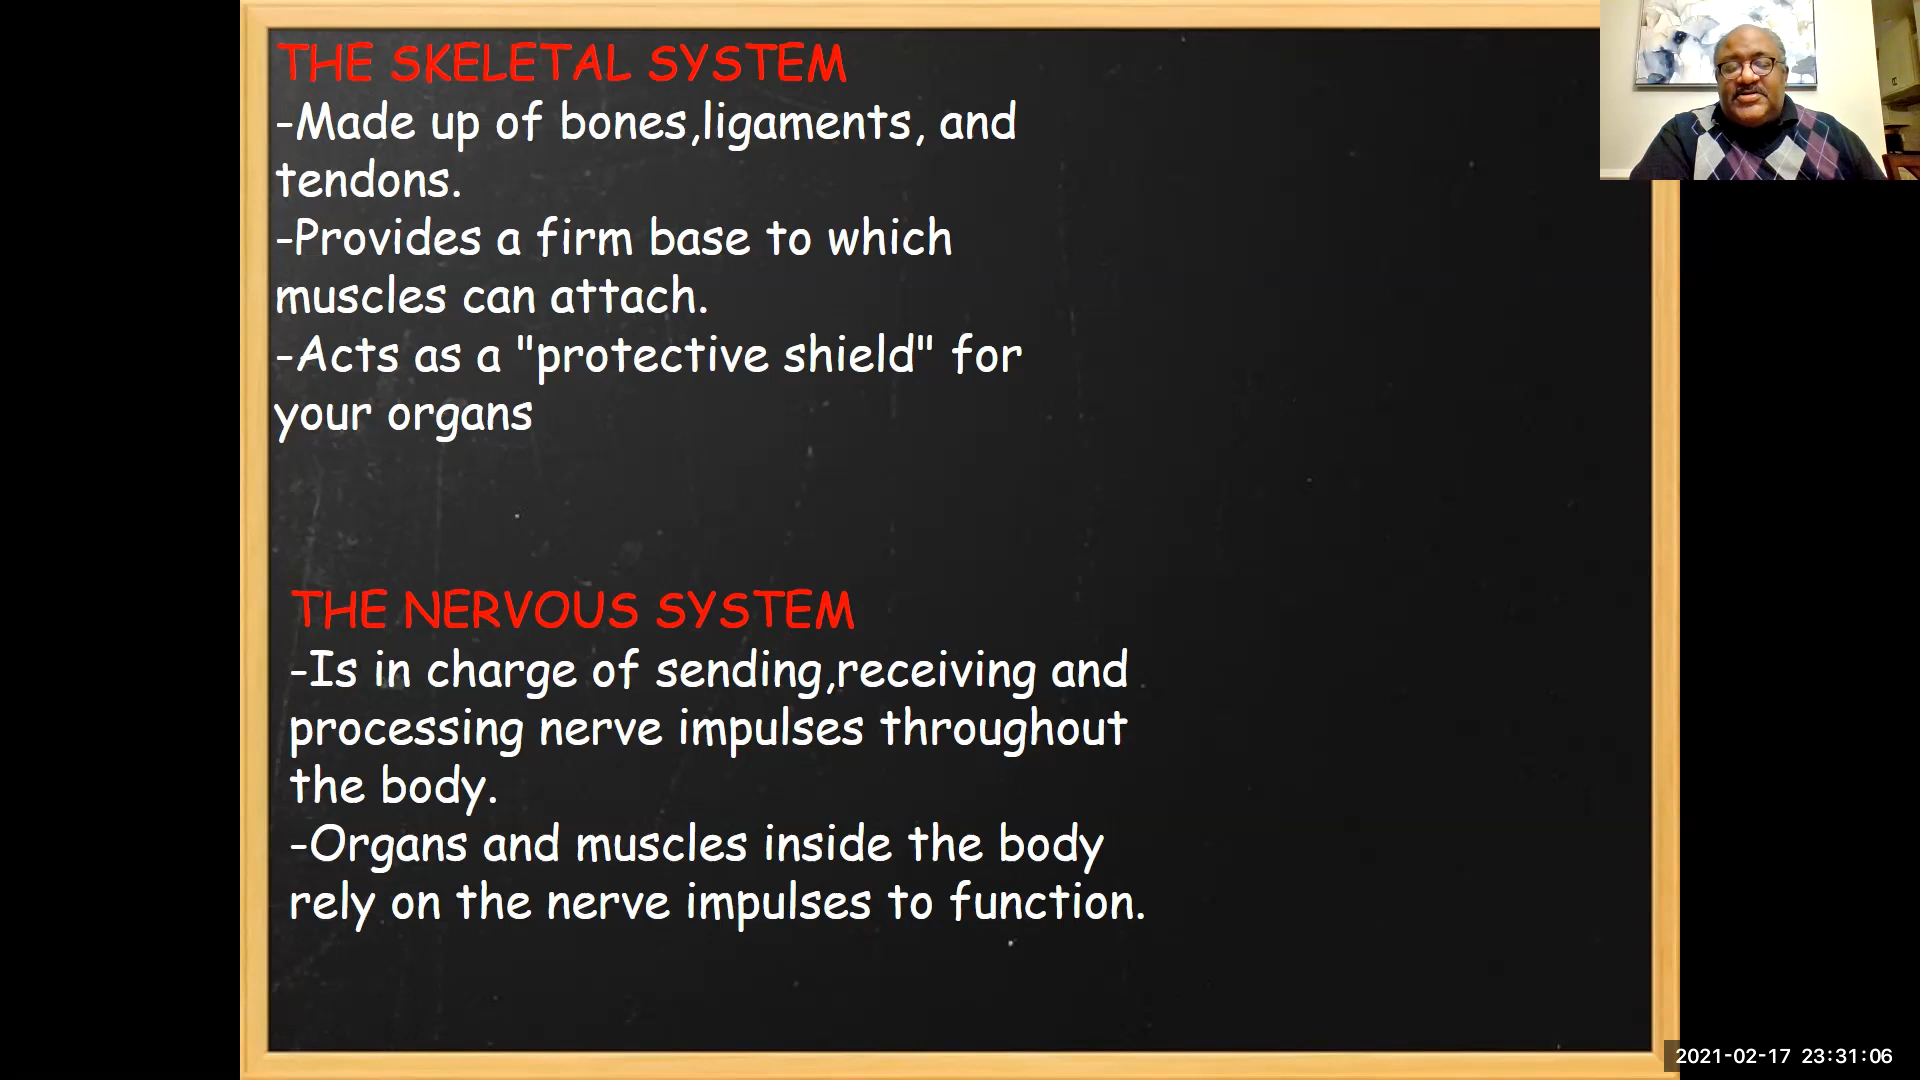 THE SKELETAL SYSTEM
-Made up of bones,ligaments, and
tendons.
-Provides a firm base to which
muscles can attach.
-Acts as a "protective shield" for
your organs
THE NERVOUS SYSTEM
-Is in charge of sending,receiving and
processing nerve impulses throughout
the body.
-Organs and muscles inside the body
rely on the nerve impulses to function.
2021-02-17 23:31:06